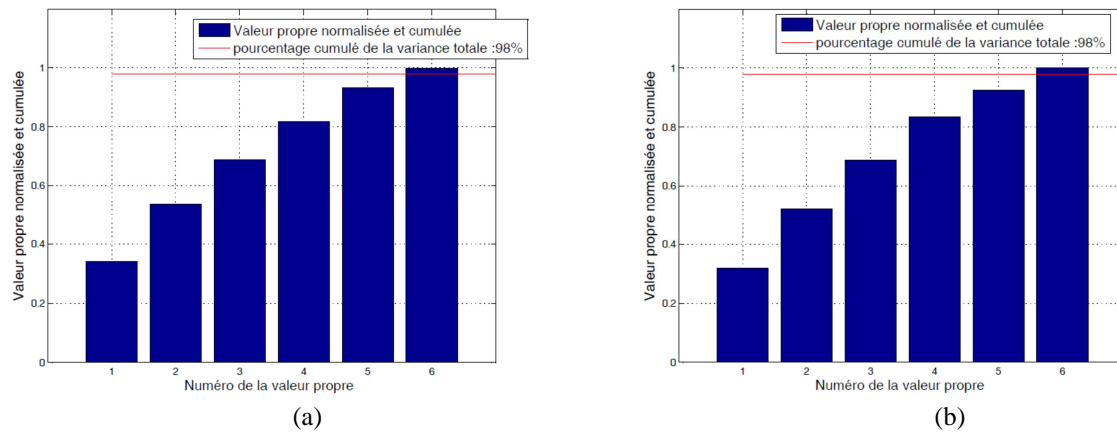 Valeur propre normalisée et cumulée
pourcentage cumulé de la variance totale :98%
Valeur propre normalisée et cumulée
1
0.8
0.6
0.4
0.2
0
1 2 3 4 5 6
Numéro de la valeur propre
(a)
Valeur propre normalisée et cumulée
pourcentage cumulé de la variance totale :98%
Valeur propre normalisée et cumulée
1
0.8
0.6
0.4
0.2
0
1 2 3 4 5 6
Numéro de la valeur propre
(b)